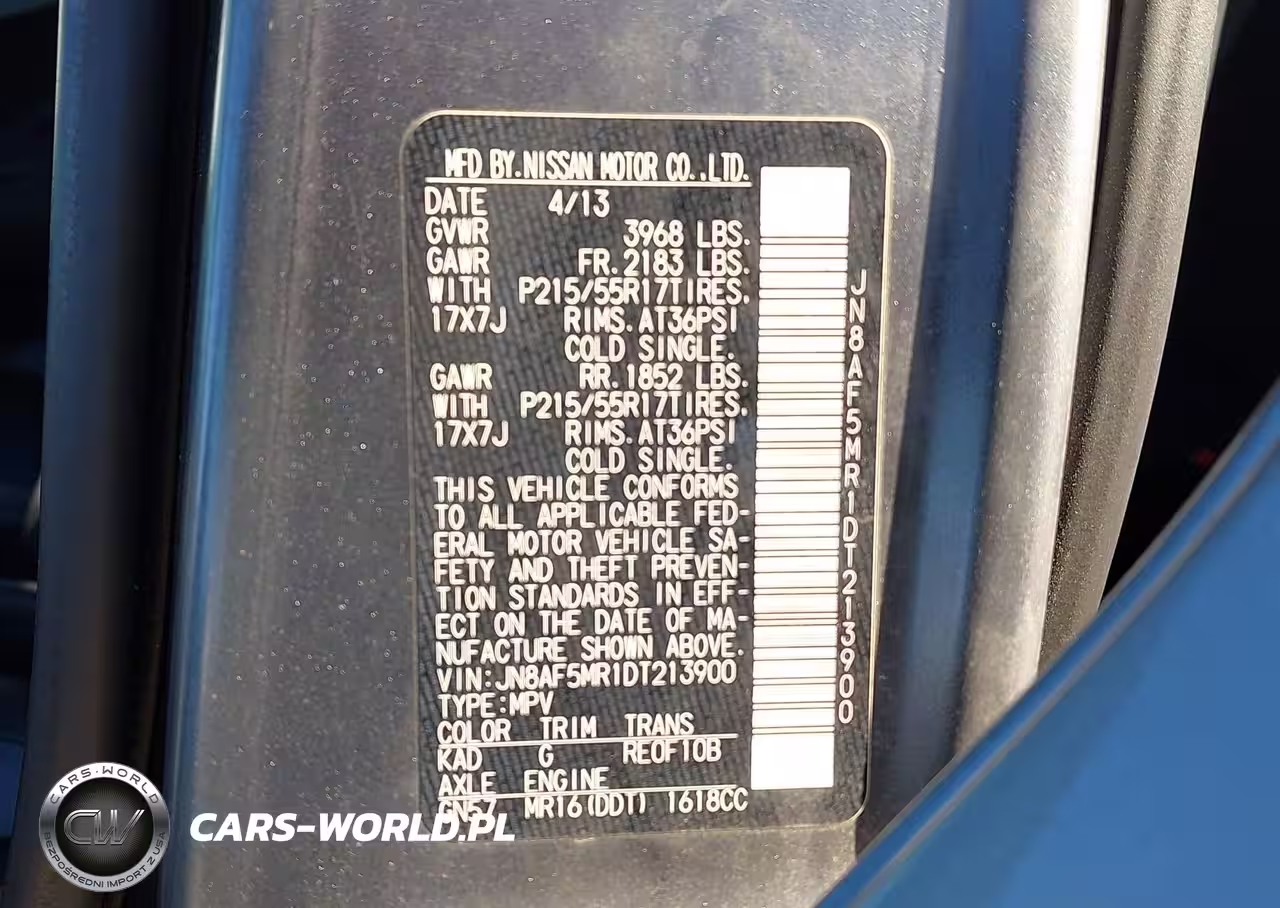 MFD BY.NISSAN MOTOR CO.,LTD.
DATE 4/13
GVWR 3968 LBS.
GAWR FR.2183 LBS.
WITH P215/55R17TIRES.
17X7J RIMS.AT36PSI
COLD SINGLE.
GAWR RR.1852 LBS.
WITH P215/55R17TIRES.
17X7J RIMS.AT36PSI
COLD SINGLE.
THIS VEHICLE CONFORMS
TO ALL APPLICABLE FED-
ERAL MOTOR VEHICLE SA-
FETY AND THEFT PREVEN-
TION STANDARDS IN EFF-
ECT ON THE DATE OF MA-
NUFACTURE SHOWN ABOVE.
VIN:JN8AF5MR1DT213900
TYPE:MPV
COLOR TRIM TRANS
KAD G RE0F10B
AXLE ENGINE
GN57 MR16(DDT) 1618CC
JN8AF5MR1DT213900
CARS-WORLD
CW
BEZPOŚREDNI IMPORT Z USA
CARS-WORLD.PL